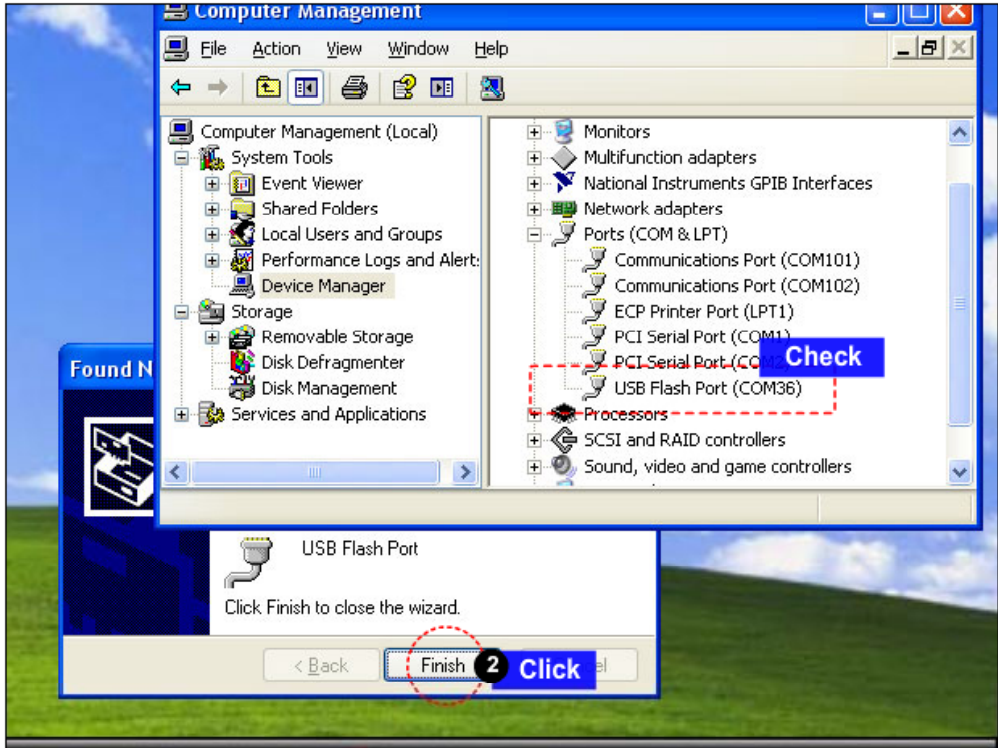 Computer Management
File Action View Window Help
Computer Management (Local)
System Tools
Event Viewer
Shared Folders
Local Users and Groups
Performance Logs and Alert:
Device Manager
Storage
Removable Storage
Disk Defragmenter
Disk Management
Services and Applications
Monitors
Multifunction adapters
National Instruments GPIB Interfaces
Network adapters
Ports (COM & LPT)
Communications Port (COM101)
Communications Port (COM102)
ECP Printer Port (LPT1)
PCI Serial Port (COM1)
PCI Serial Port (COM2)
Check
USB Flash Port (COM36)
Processors
SCSI and RAID controllers
Sound, video and game controllers
Found N
USB Flash Port
Click Finish to close the wizard.
< Back Finish 2 Click el